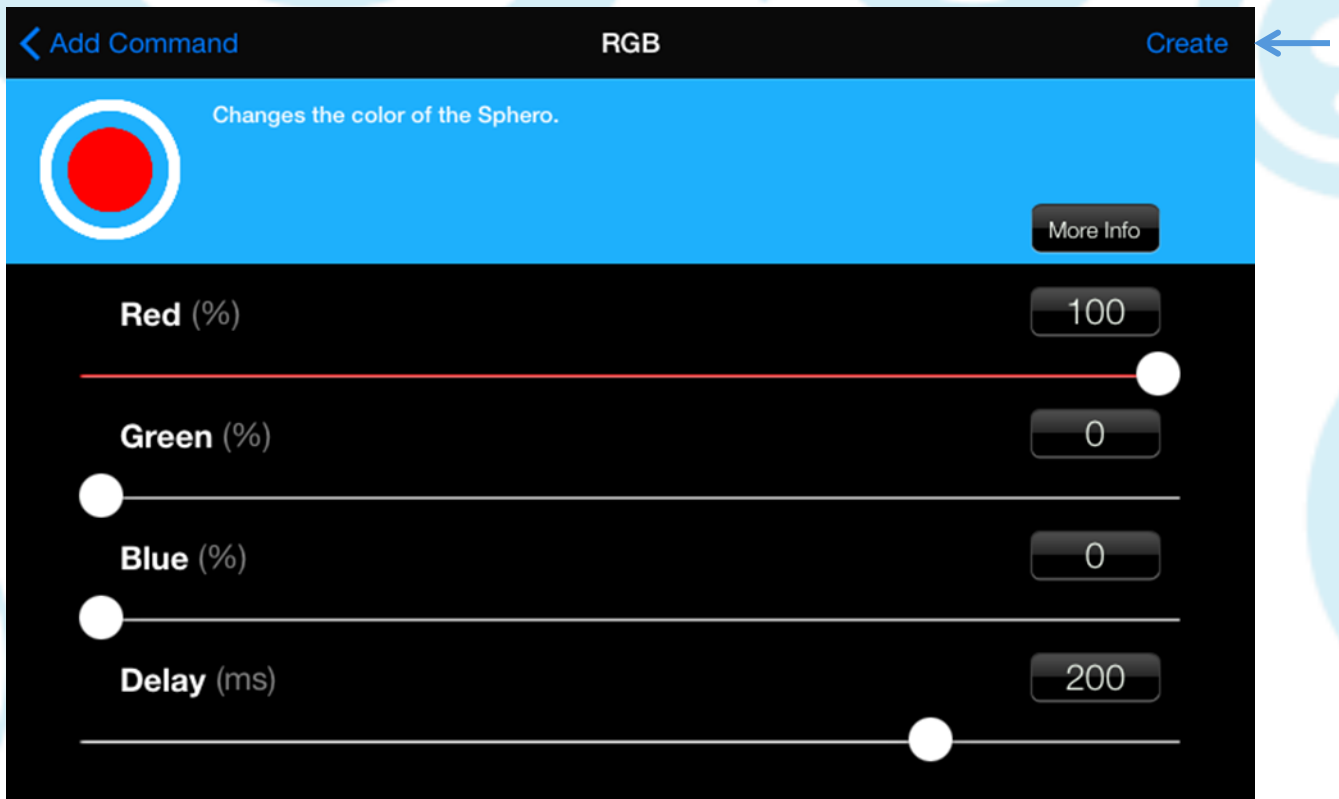 Add Command RGB Create
Changes the color of the Sphero.
More Info
Red (%) 100
Green (%) 0
Blue (%) 0
Delay (ms) 200